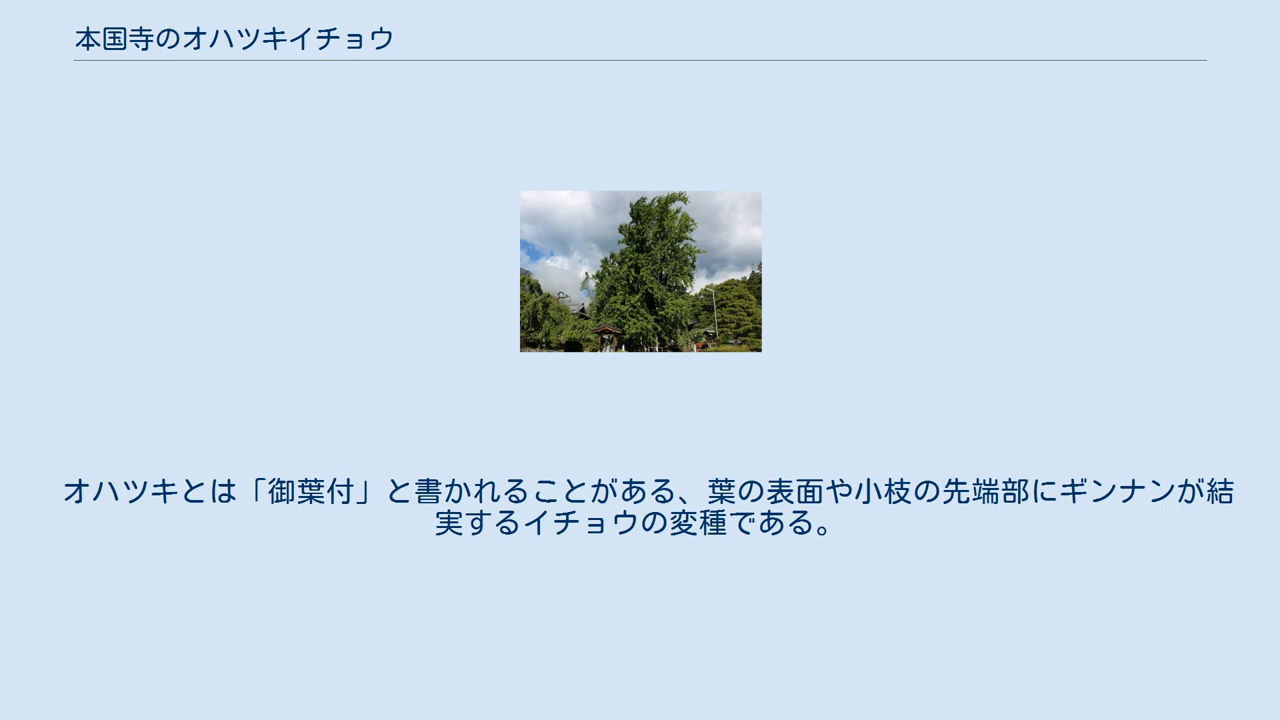 本国寺のオハツキイチョウ
オハツキとは「御葉付」と書かれることがある、葉の表面や小枝の先端部にギンナンが結
実するイチョウの変種である。